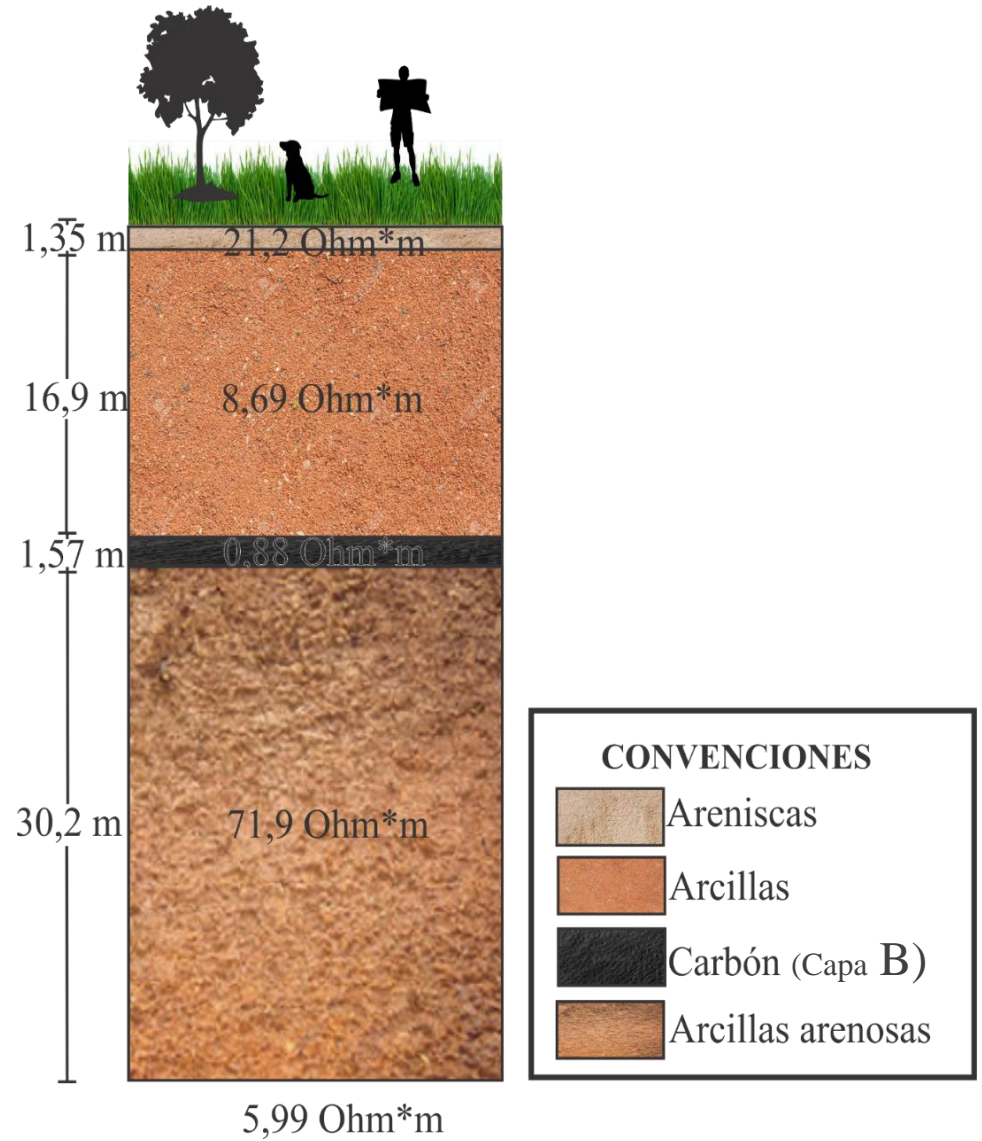 1,35 m
21,2 Ohm*m
16,9 m
8,69 Ohm*m
1,57 m
0,88 Ohm*m
30,2 m
71,9 Ohm*m
5,99 Ohm*m
CONVENCIONES
Areniscas
Arcillas
Carbón (Capa B)
Arcillas arenosas